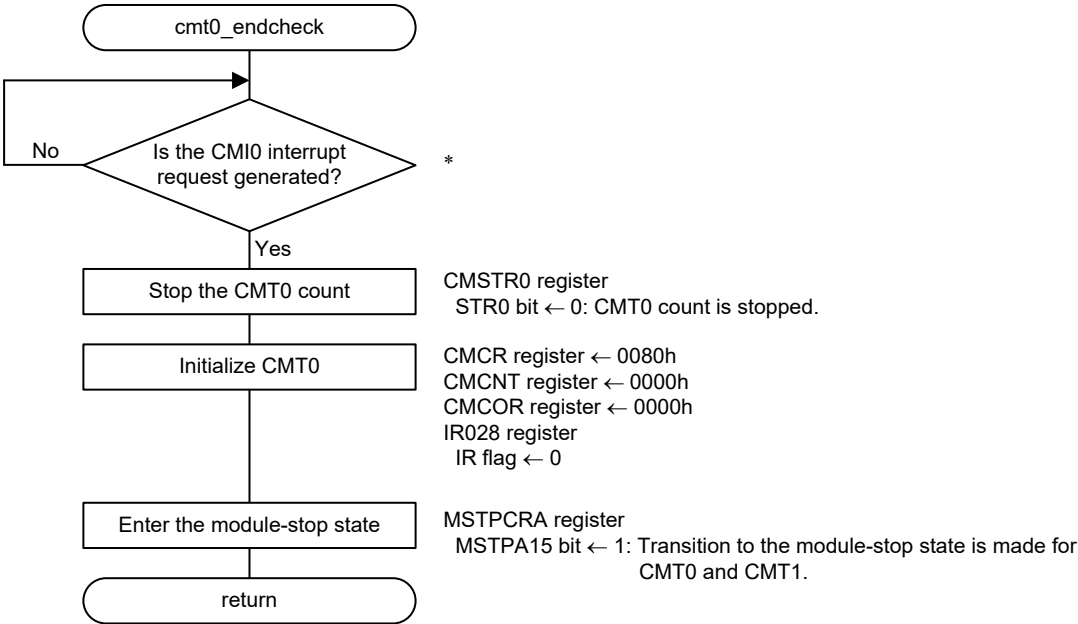 cmt0_endcheck
No
Is the CMI0 interrupt
request generated?
*
Yes
Stop the CMT0 count
CMSTR0 register
STR0 bit ← 0: CMT0 count is stopped.
Initialize CMT0
CMCR register ← 0080h
CMCNT register ← 0000h
CMCOR register ← 0000h
IR028 register
IR flag ← 0
Enter the module-stop state
MSTPCRA register
MSTPA15 bit ← 1: Transition to the module-stop state is made for
CMT0 and CMT1.
return